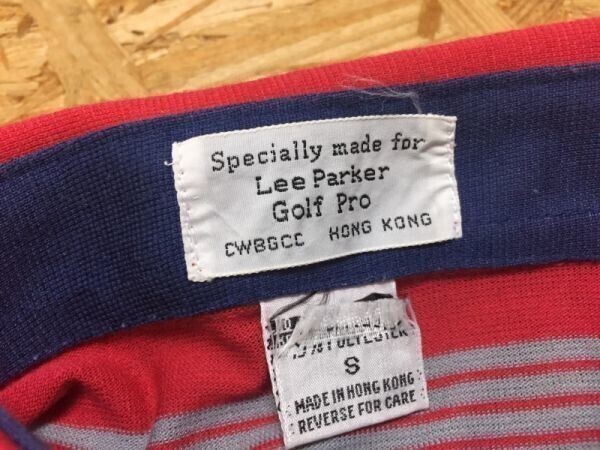 Specially made for
Lee Parker
Golf Pro
CWBGCC HONG KONG
POLYESTER
S
MADE IN HONG KONG
REVERSE FOR CARE